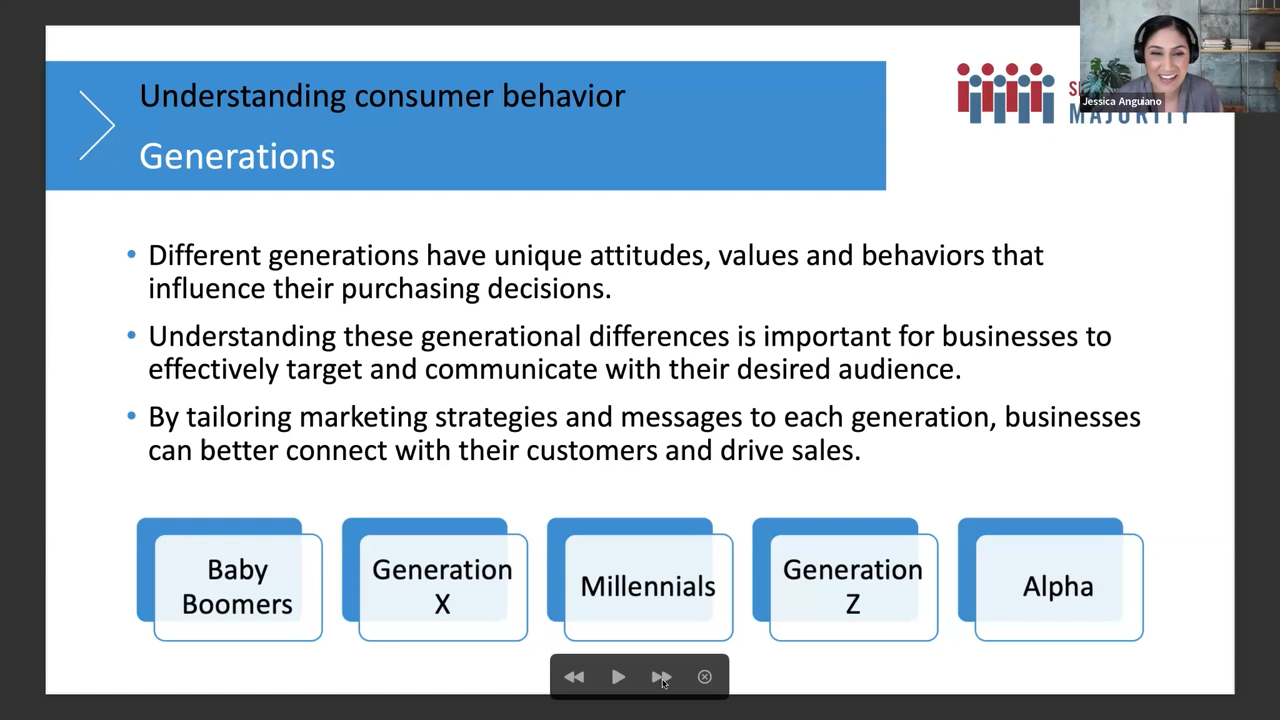 Understanding consumer behavior
Generations
Jessica Anguiano
MAJORITY
• Different generations have unique attitudes, values and behaviors that
influence their purchasing decisions.
• Understanding these generational differences is important for businesses to
effectively target and communicate with their desired audience.
• By tailoring marketing strategies and messages to each generation, businesses
can better connect with their customers and drive sales.
Baby
Boomers
Generation
X
Millennials
Generation
Z
Alpha